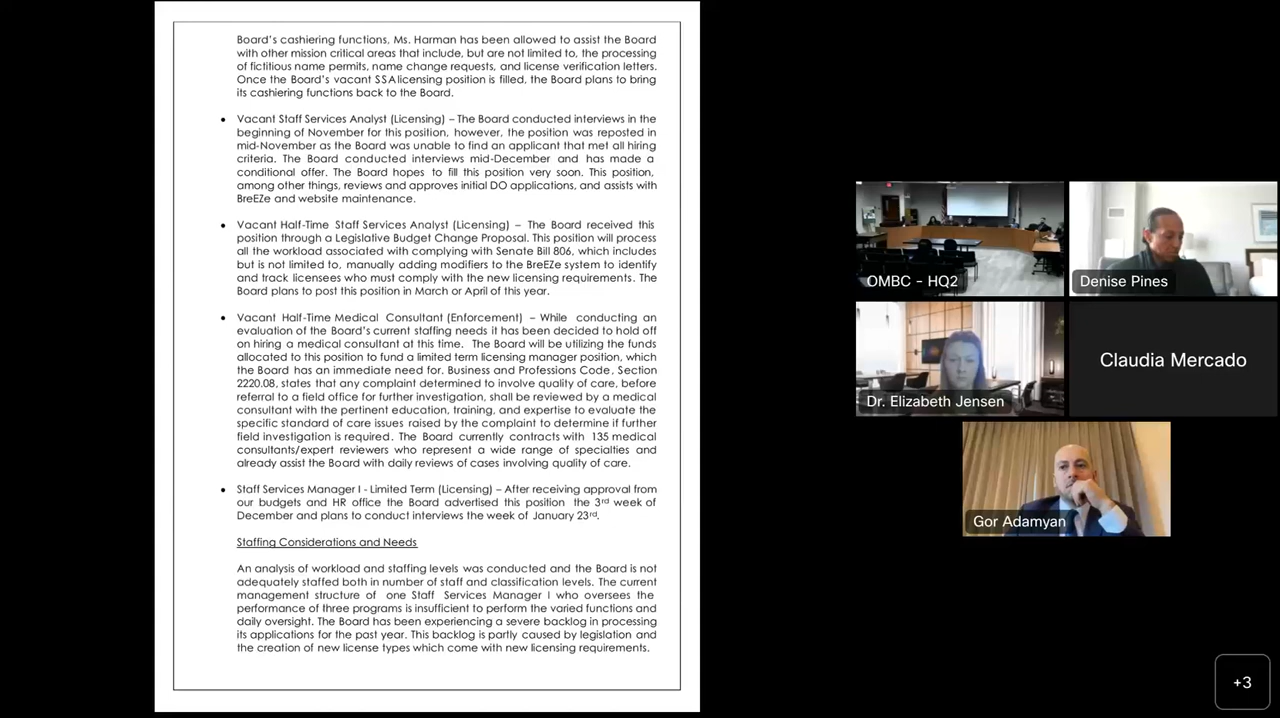 Board's cashiering functions, Ms. Harman has been allowed to assist the Board
with other mission critical areas that include, but are not limited to, the processing
of fictitious name permits, name change requests, and license verification letters.
Once the Board's vacant SSA licensing position is filled, the Board plans to bring
its cashiering functions back to the Board.
• Vacant Staff Services Analyst (Licensing) – The Board conducted interviews in the
beginning of November for this position, however, the position was reposted in
mid-November as the Board was unable to find an applicant that met all hiring
criteria. The Board conducted interviews mid-December and has made a
conditional offer. The Board hopes to fill this position very soon. This position,
among other things, reviews and approves initial DO applications, and assists with
BreEZe and website maintenance.
• Vacant Half-Time Staff Services Analyst (Licensing) – The Board received this
position through a Legislative Budget Change Proposal. This position will process
all the workload associated with complying with Senate Bill 806, which includes
but is not limited to, manually adding modifiers to the BreEZe system to identify
and track licensees who must comply with the new licensing requirements. The
Board plans to post this position in March or April of this year.
• Vacant Half-Time Medical Consultant (Enforcement) – While conducting an
evaluation of the Board's current staffing needs it has been decided to hold off
on hiring a medical consultant at this time. The Board will be utilizing the funds
allocated to this position to fund a limited term licensing manager position, which
the Board has an immediate need for. Business and Professions Code, Section
2220.08, states that any complaint determined to involve quality of care, before
referral to a field office for further investigation, shall be reviewed by a medical
consultant with the pertinent education, training, and expertise to evaluate the
specific standard of care issues raised by the complaint to determine if further
field investigation is required. The Board currently contracts with 135 medical
consultants/expert reviewers who represent a wide range of specialties and
already assist the Board with daily reviews of cases involving quality of care.
• Staff Services Manager I - Limited Term (Licensing) – After receiving approval from
our budgets and HR office the Board advertised this position the 3rd week of
December and plans to conduct interviews the week of January 23rd.
Staffing Considerations and Needs
An analysis of workload and staffing levels was conducted and the Board is not
adequately staffed both in number of staff and classification levels. The current
management structure of one Staff Services Manager I who oversees the
performance of three programs is insufficient to perform the varied functions and
daily oversight. The Board has been experiencing a severe backlog in processing
its applications for the past year. This backlog is partly caused by legislation and
the creation of new license types which come with new licensing requirements.
OMBC - HQ2
Denise Pines
Dr. Elizabeth Jensen
Claudia Mercado
Gor Adamyan
+3